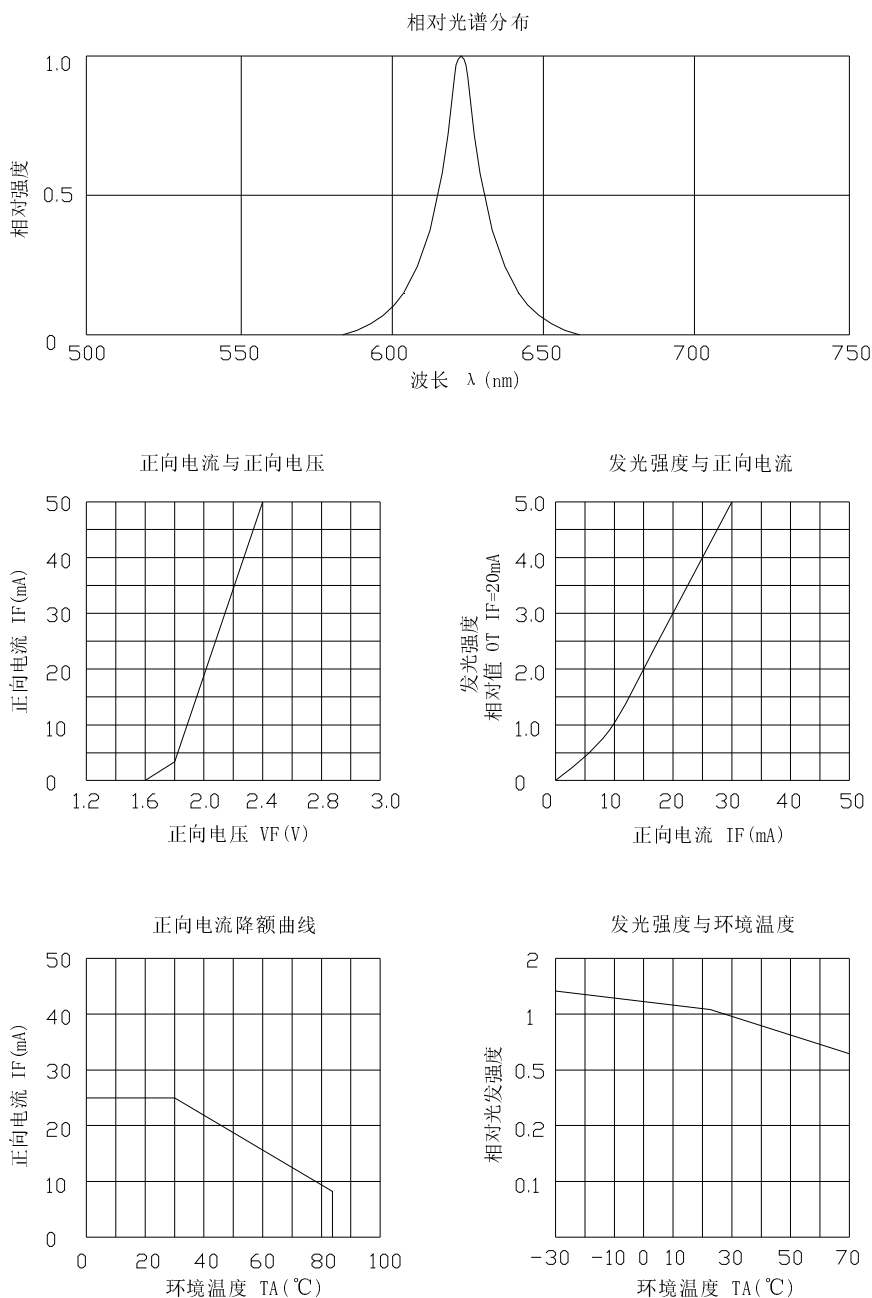 相对光谱分布
1.0
0.5
0
相对强度
500 550 600 650 700 750
波长 λ(nm)
正向电流与正向电压
50
40
30
20
10
0
正向电流 IF(mA)
1.2 1.6 2.0 2.4 2.8 3.0
正向电压 VF(V)
发光强度与正向电流
5.0
4.0
3.0
2.0
1.0
0
发光强度
相对值 OT IF=20mA
0 10 20 30 40 50
正向电流 IF(mA)
正向电流降额曲线
50
40
30
20
10
0
正向电流 IF(mA)
0 20 40 60 80 100
环境温度 TA(℃)
发光强度与环境温度
2
1
0.5
0.2
0.1
相对光发强度
-30 -10 0 10 30 50 70
环境温度 TA(℃)